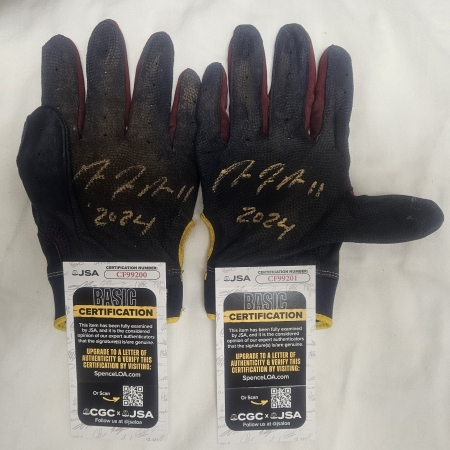 11
2024
11
2024
JSA CERTIFICATION NUMBER:
CF99200
BASIC
CERTIFICATION
This item has been fully examined
by JSA, and it is the considered
opinion of our expert authenticators
that the signature(s) is/are genuine.
UPGRADE TO A LETTER OF
AUTHENTICITY & VERIFY THIS
CERTIFICATION BY VISITING:
SpenceLOA.com
Or Scan
CGC x JSA
Follow us at @jsaloa
JSA CERTIFICATION NUMBER:
CF99201
BASIC
CERTIFICATION
This item has been fully examined
by JSA, and it is the considered
opinion of our expert authenticators
that the signature(s) is/are genuine.
UPGRADE TO A LETTER OF
AUTHENTICITY & VERIFY THIS
CERTIFICATION BY VISITING:
SpenceLOA.com
Or Scan
CGC x JSA
Follow us at @jsaloa